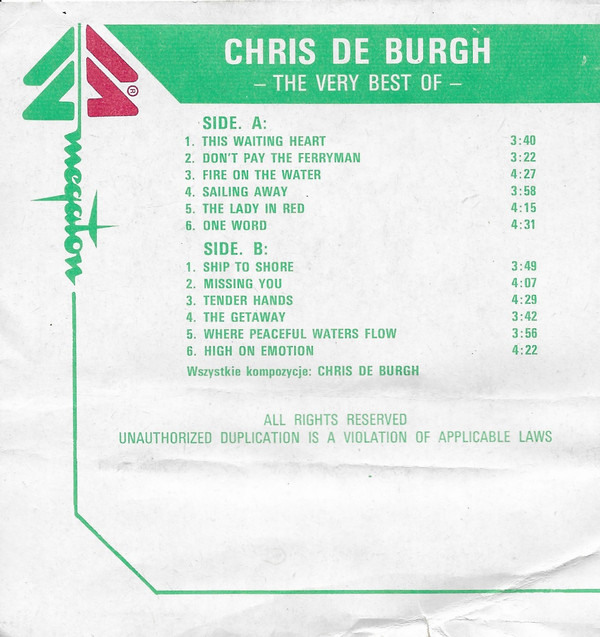 CHRIS DE BURGH
– THE VERY BEST OF –
®
megaton
SIDE. A:
1. THIS WAITING HEART 3:40
2. DON'T PAY THE FERRYMAN 3:22
3. FIRE ON THE WATER 4:27
4. SAILING AWAY 3:58
5. THE LADY IN RED 4:15
6. ONE WORD 4:31
SIDE. B:
1. SHIP TO SHORE 3:49
2. MISSING YOU 4:07
3. TENDER HANDS 4:29
4. THE GETAWAY 3:42
5. WHERE PEACEFUL WATERS FLOW 3:56
6. HIGH ON EMOTION 4:22
Wszystkie kompozycje: CHRIS DE BURGH
ALL RIGHTS RESERVED
UNAUTHORIZED DUPLICATION IS A VIOLATION OF APPLICABLE LAWS